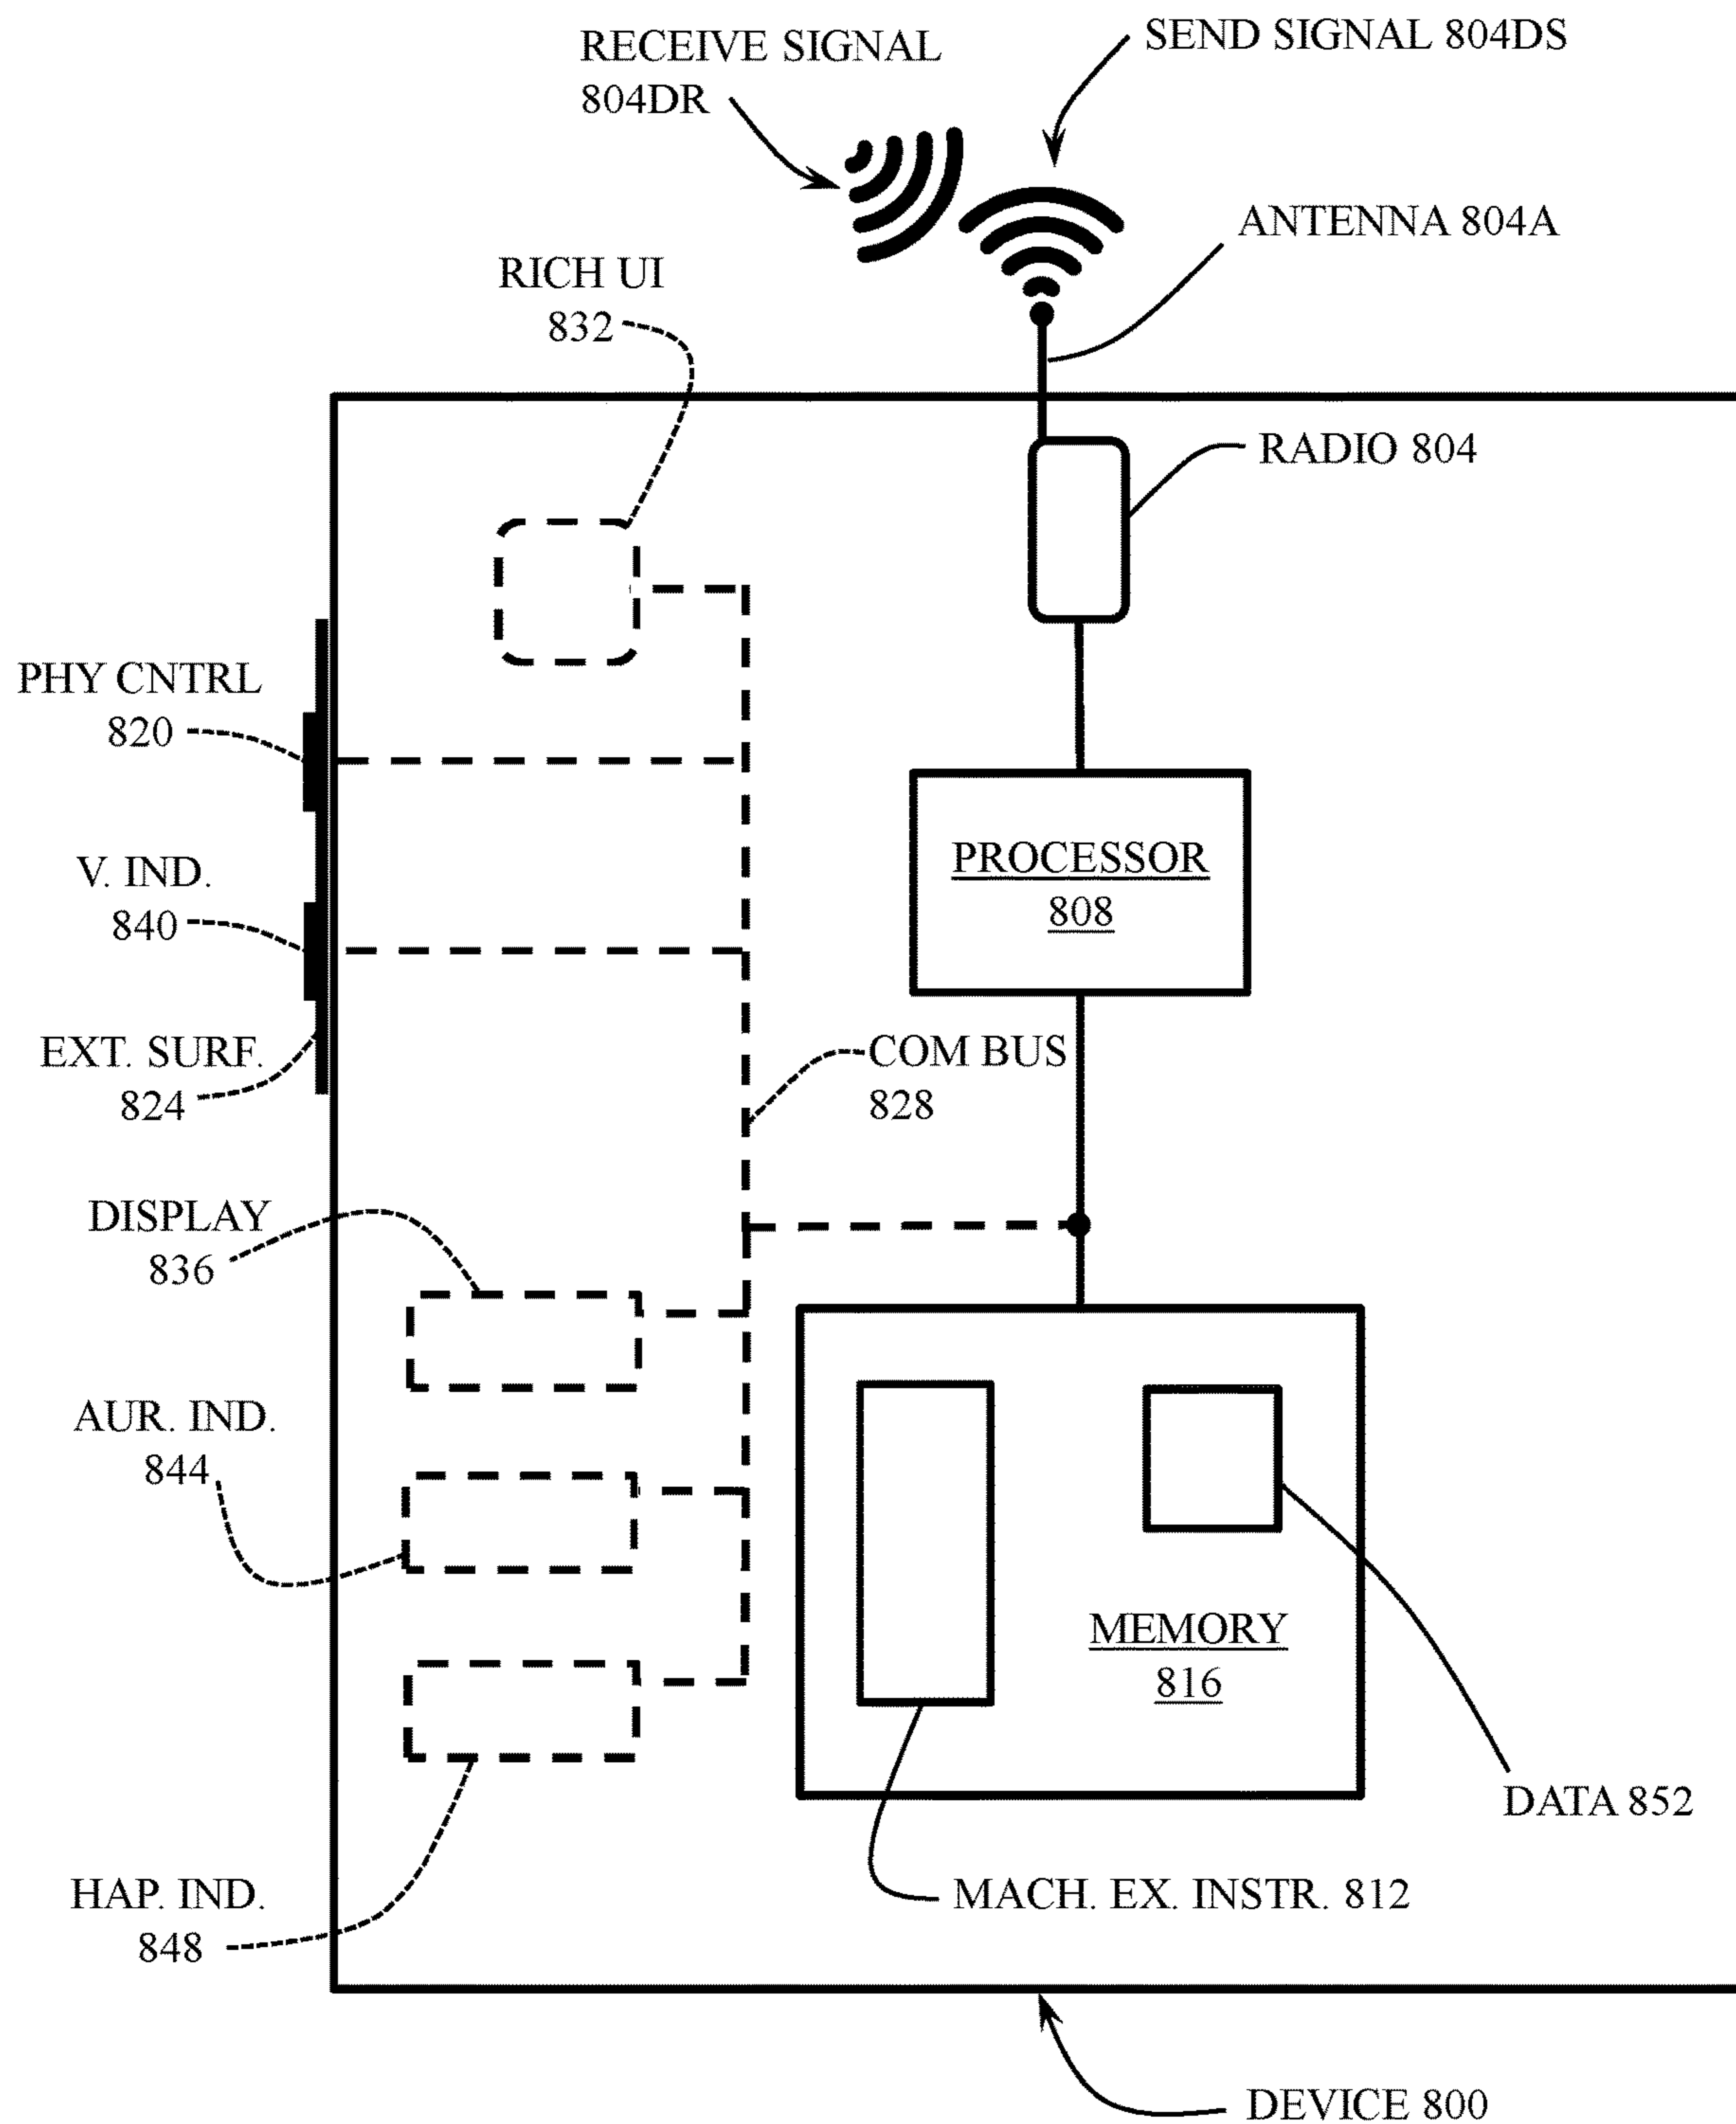 RECEIVE SIGNAL
804DR
SEND SIGNAL 804DS
ANTENNA 804A
RICH UI
832
RADIO 804
PHY CNTRL
820
PROCESSOR
808
V. IND.
840
EXT. SURF.
824
COM BUS
828
DISPLAY
836
AUR. IND.
844
MEMORY
816
DATA 852
HAP. IND.
848
MACH. EX. INSTR. 812
DEVICE 800